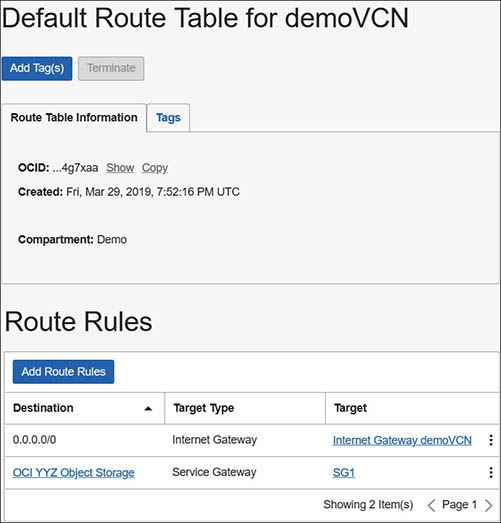 Default Route Table for demoVCN
Add Tag(s) Terminate
Route Table Information Tags
OCID: ...4g7xaa Show Copy
Created: Fri, Mar 29, 2019, 7:52:16 PM UTC
Compartment: Demo
Route Rules
Add Route Rules
Destination Target Type Target
0.0.0.0/0 Internet Gateway Internet Gateway demoVCN
OCI YYZ Object Storage Service Gateway SG1
Showing 2 Item(s) Page 1